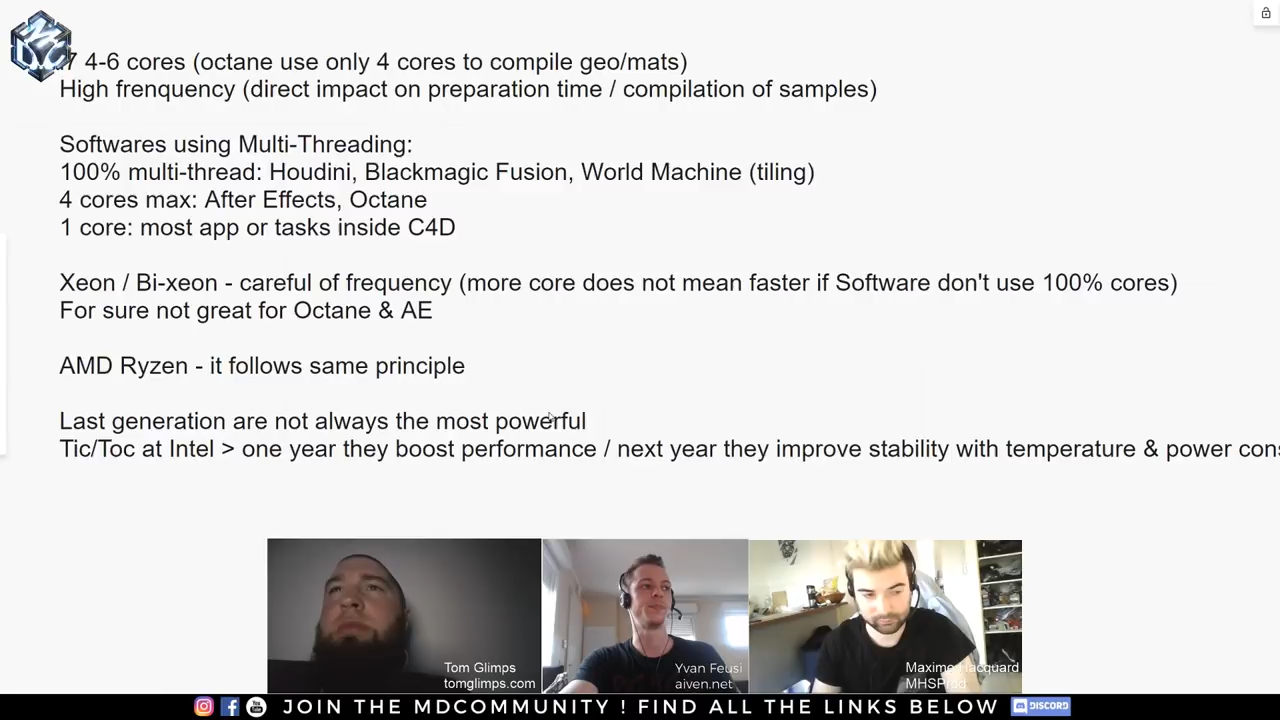 7 4-6 cores (octane use only 4 cores to compile geo/mats)
High frenquency (direct impact on preparation time / compilation of samples)
Softwares using Multi-Threading:
100% multi-thread: Houdini, Blackmagic Fusion, World Machine (tiling)
4 cores max: After Effects, Octane
1 core: most app or tasks inside C4D
Xeon / Bi-xeon - careful of frequency (more core does not mean faster if Software don't use 100% cores)
For sure not great for Octane & AE
AMD Ryzen - it follows same principle
Last generation are not always the most powerful
Tic/Toc at Intel > one year they boost performance / next year they improve stability with temperature & power cons
Tom Glimps
tomglimps.com
Yvan Feusi
aiven.net
Maxime Hacquard
MHSProd
JOIN THE MDCOMMUNITY ! FIND ALL THE LINKS BELOW
DISCORD